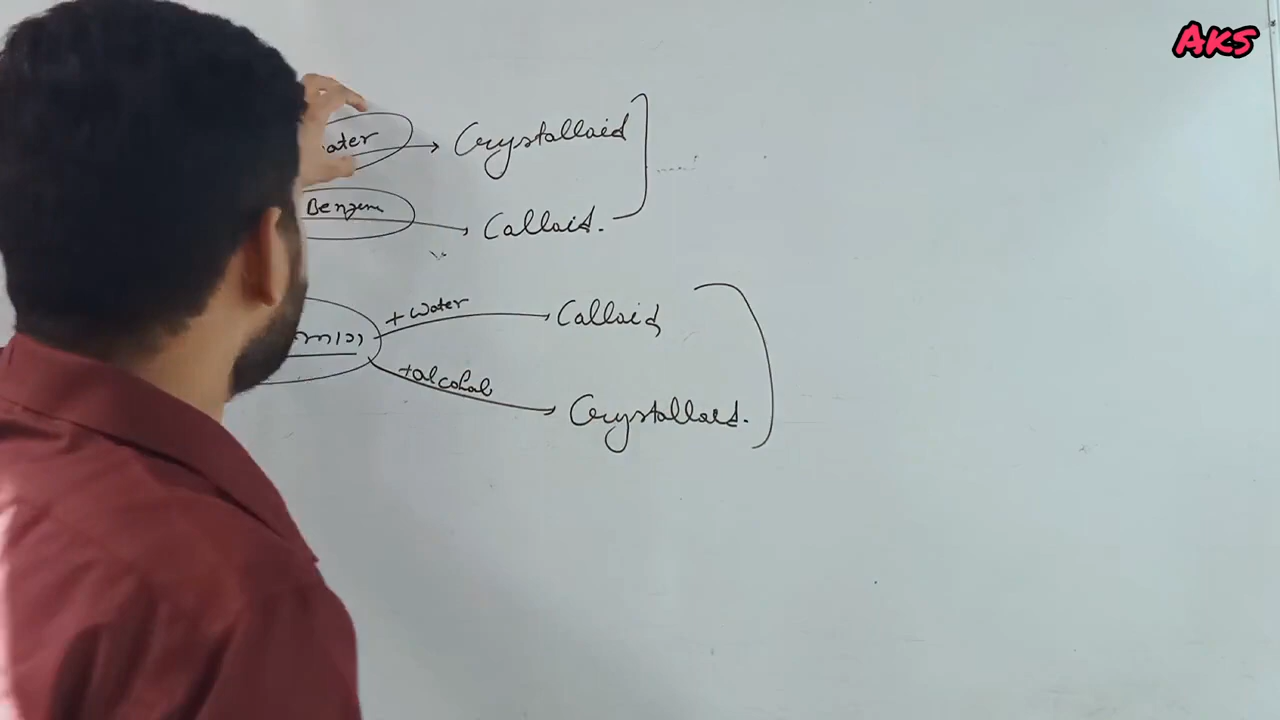 AKS
ater → Crystalloid
Benzene → Colloid.
+ Water → Colloid
+ alcohol → Crystalloid.